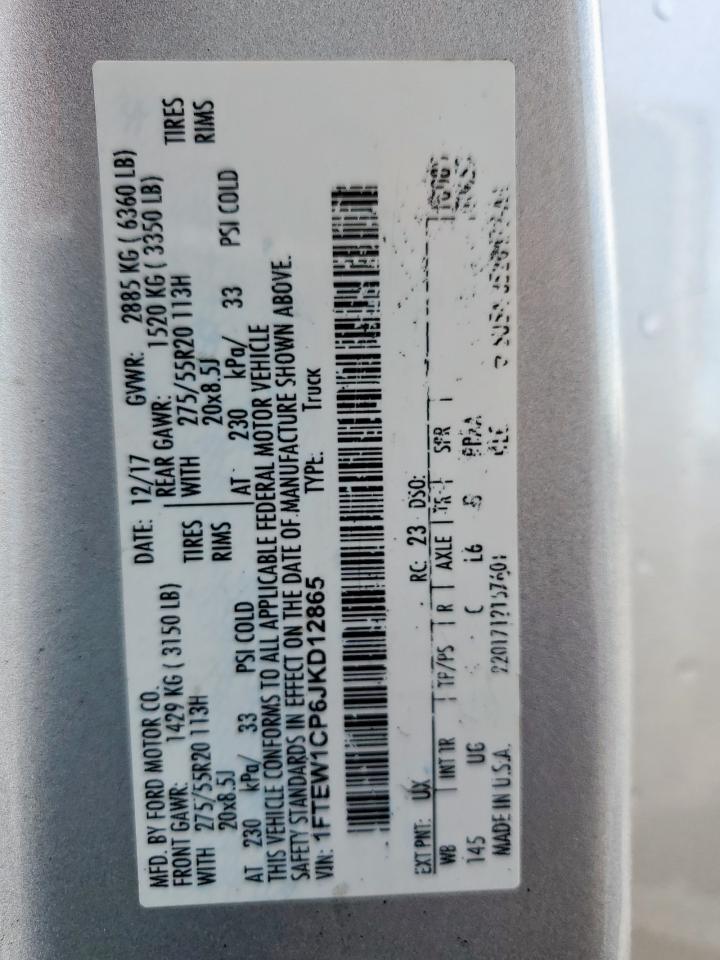 MFD. BY FORD MOTOR CO. DATE: 12/17 GVWR: 2885 KG ( 6360 LB)
FRONT GAWR: 1429 KG ( 3150 LB) REAR GAWR: 1520 KG ( 3350 LB)
WITH 275/55R20 113H TIRES WITH 275/55R20 113H TIRES
20x8.5J RIMS 20x8.5J RIMS
AT 230 kPa/ 33 PSI COLD AT 230 kPa/ 33 PSI COLD
THIS VEHICLE CONFORMS TO ALL APPLICABLE FEDERAL MOTOR VEHICLE
SAFETY STANDARDS IN EFFECT ON THE DATE OF MANUFACTURE SHOWN ABOVE.
VIN: 1FTEW1CP6JKD12865 TYPE: Truck
EXT PNT: UX RC: 23 DSO:
WB INT TR TP/PS R AXLE TR SPR
145 UG C L6
MADE IN U.S.A.